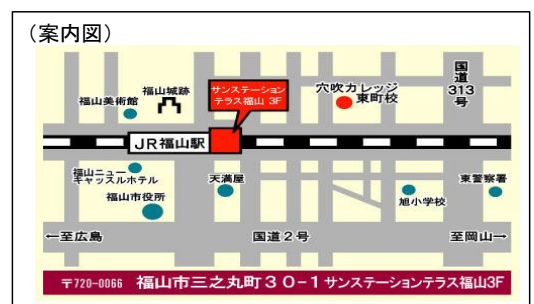 （案内図）
国道313号
福山城跡
サンステーション
テラス福山 3F
穴吹カレッジ
東町校
福山美術館
JR福山駅
福山ニュー
キャッスルホテル
天満屋
東警察署
福山市役所
旭小学校
←至広島
国道2号
至岡山→
〒720-0066 福山市三之丸町３０-１サンステーションテラス福山3F